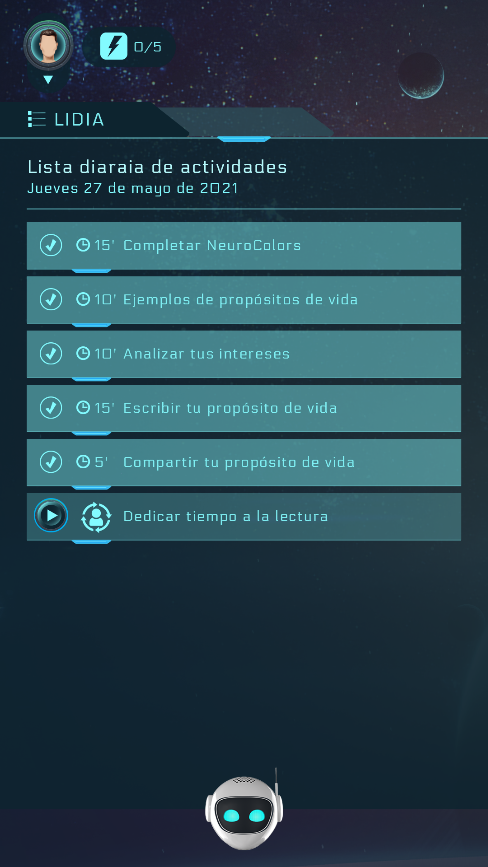 0/5
LIDIA
Lista diaraia de actividades
Jueves 27 de mayo de 2021
15' Completar NeuroColors
10' Ejemplos de propósitos de vida
10' Analizar tus intereses
15' Escribir tu propósito de vida
5' Compartir tu propósito de vida
Dedicar tiempo a la lectura